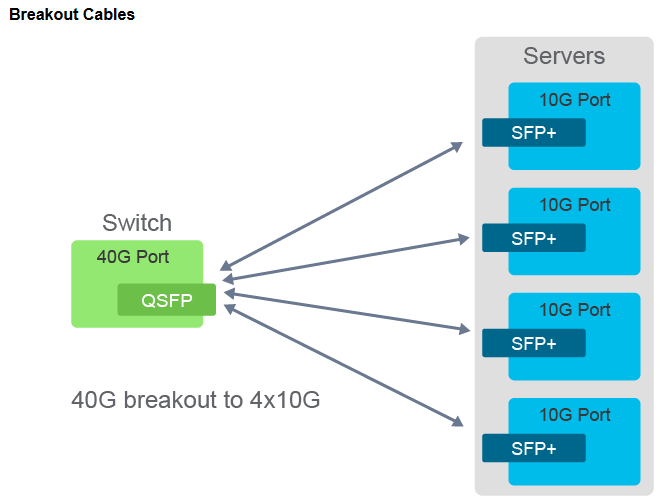 Breakout Cables
Servers
10G Port
SFP+
10G Port
SFP+
Switch
40G Port
QSFP
10G Port
SFP+
40G breakout to 4x10G
10G Port
SFP+